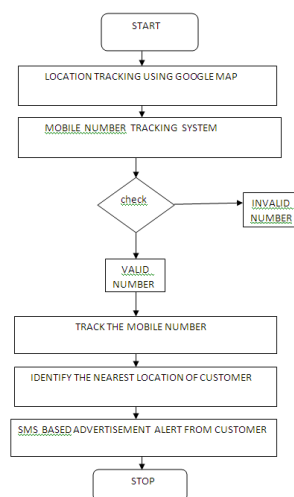 START
LOCATION TRACKING USING GOOGLE MAP
MOBILE NUMBER TRACKING SYSTEM
check
INVALID
NUMBER
VALID
NUMBER
TRACK THE MOBILE NUMBER
IDENTIFY THE NEAREST LOCATION OF CUSTOMER
SMS BASED ADVERTISEMENT ALERT FROM CUSTOMER
STOP